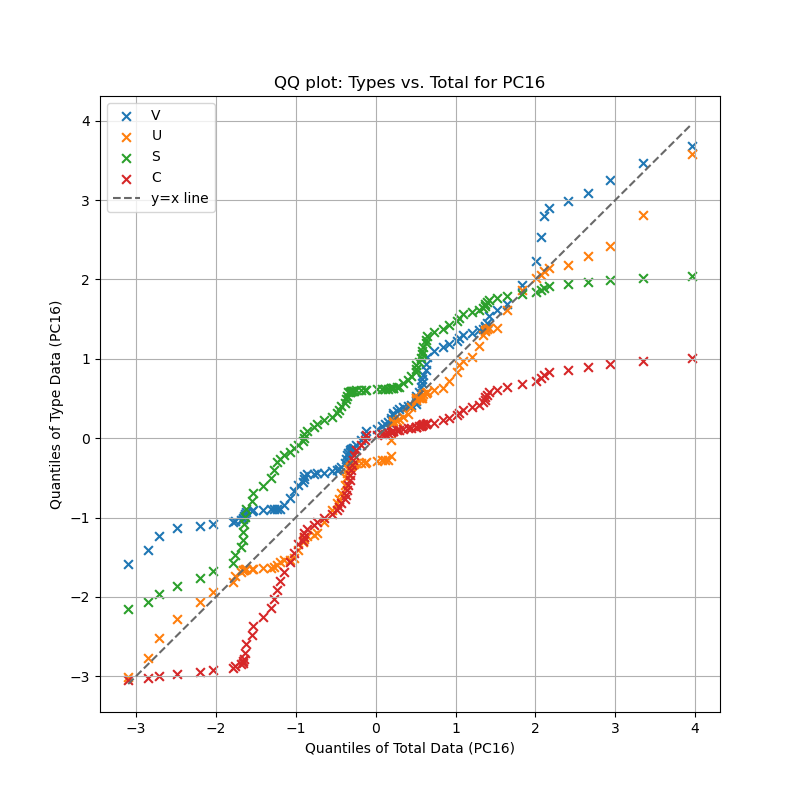 QQ plot: Types vs. Total for PC16
V
U
S
C
y=x line
4
3
2
1
0
−1
−2
−3
Quantiles of Type Data (PC16)
−3 −2 −1 0 1 2 3 4
Quantiles of Total Data (PC16)